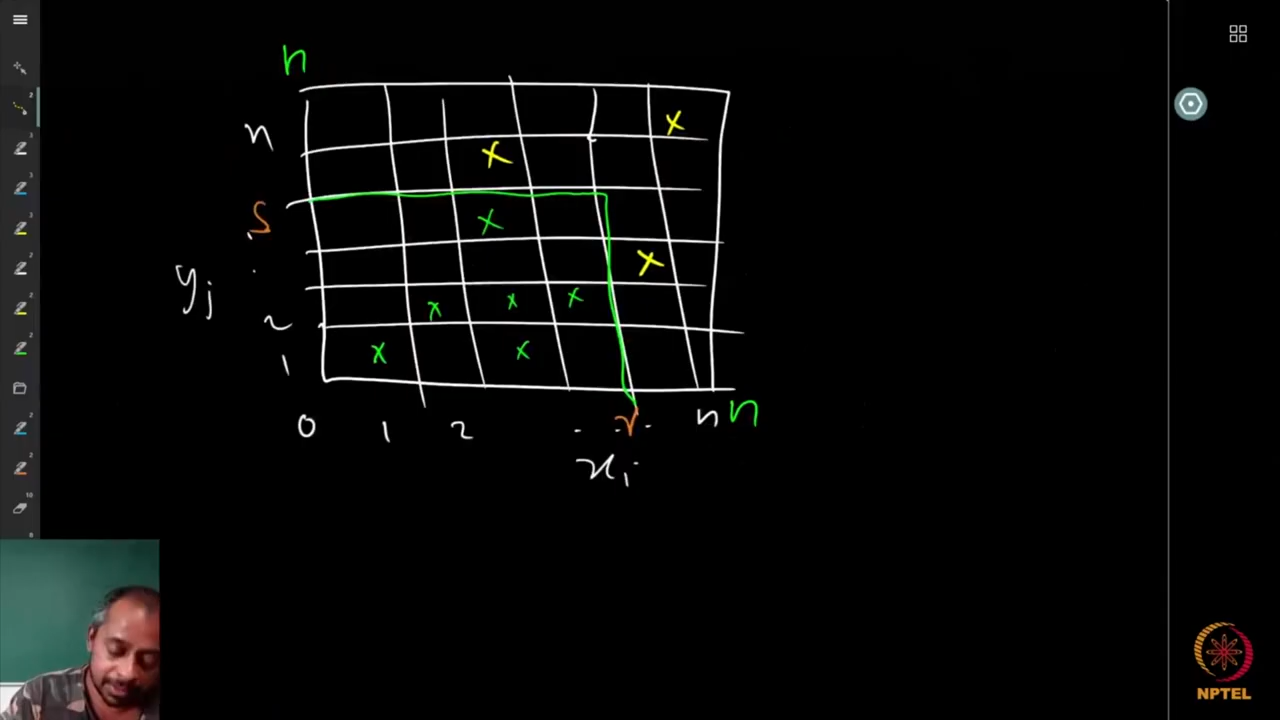 n
n
s
y_j
2
1
0 1 2 . . r . n n
x_i
NPTEL